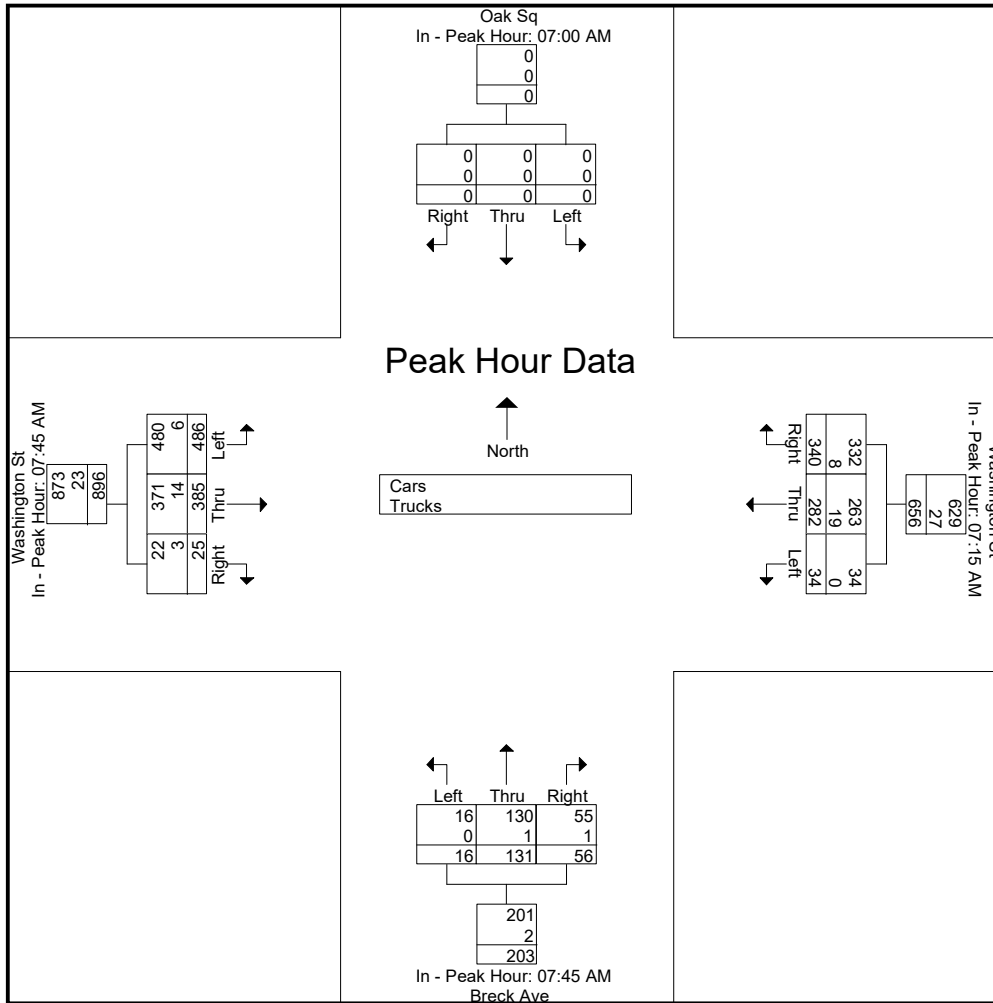 Oak Sq
In - Peak Hour: 07:00 AM
0
0
0
0 0 0
0 0 0
0 0 0
Right Thru Left
Peak Hour Data
North
Cars
Trucks
Washington St
In - Peak Hour: 07:45 AM
873
23
896
480 6 486 Left
371 14 385 Thru
22 3 25 Right
Right 340 8 332
Thru 282 19 263
Left 34 0 34
629
27
656
Washington St
In - Peak Hour: 07:15 AM
Left Thru Right
16 130 55
0 1 1
16 131 56
201
2
203
In - Peak Hour: 07:45 AM
Breck Ave